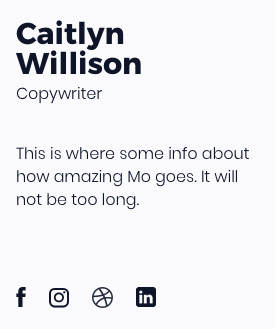 Caitlyn
Willison
Copywriter
This is where some info about
how amazing Mo goes. It will
not be too long.